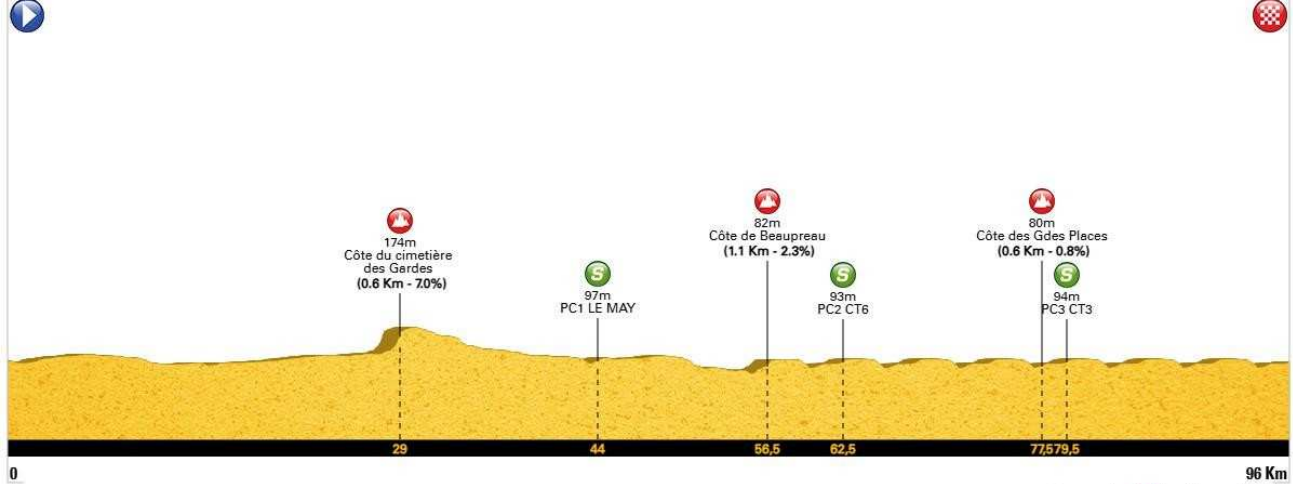 174m
Côte du cimetière
des Gardes
(0.6 Km - 7.0%)
S
97m
PC1 LE MAY
82m
Côte de Beaupreau
(1.1 Km - 2.3%)
S
93m
PC2 CT6
80m
Côte des Gdes Places
(0.6 Km - 0.8%)
S
94m
PC3 CT3
29 44 56,5 62,5 77,5 79,5
0 96 Km